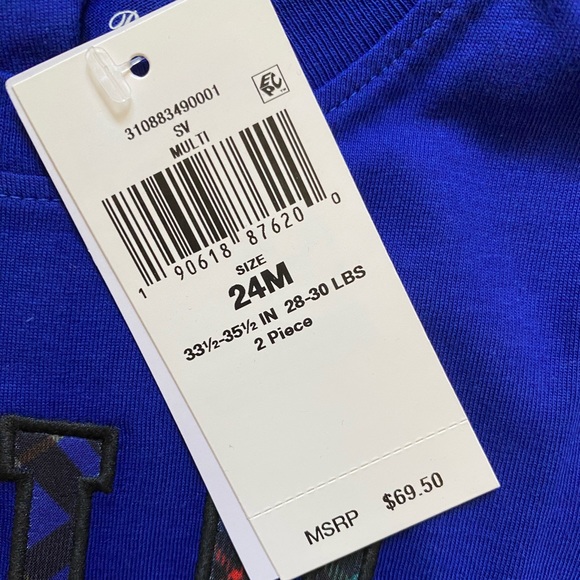 310883490001
EPC
SV
MULTI
1 90618 87620 0
SIZE
24M
33½-35½ IN 28-30 LBS
2 Piece
MSRP $69.50